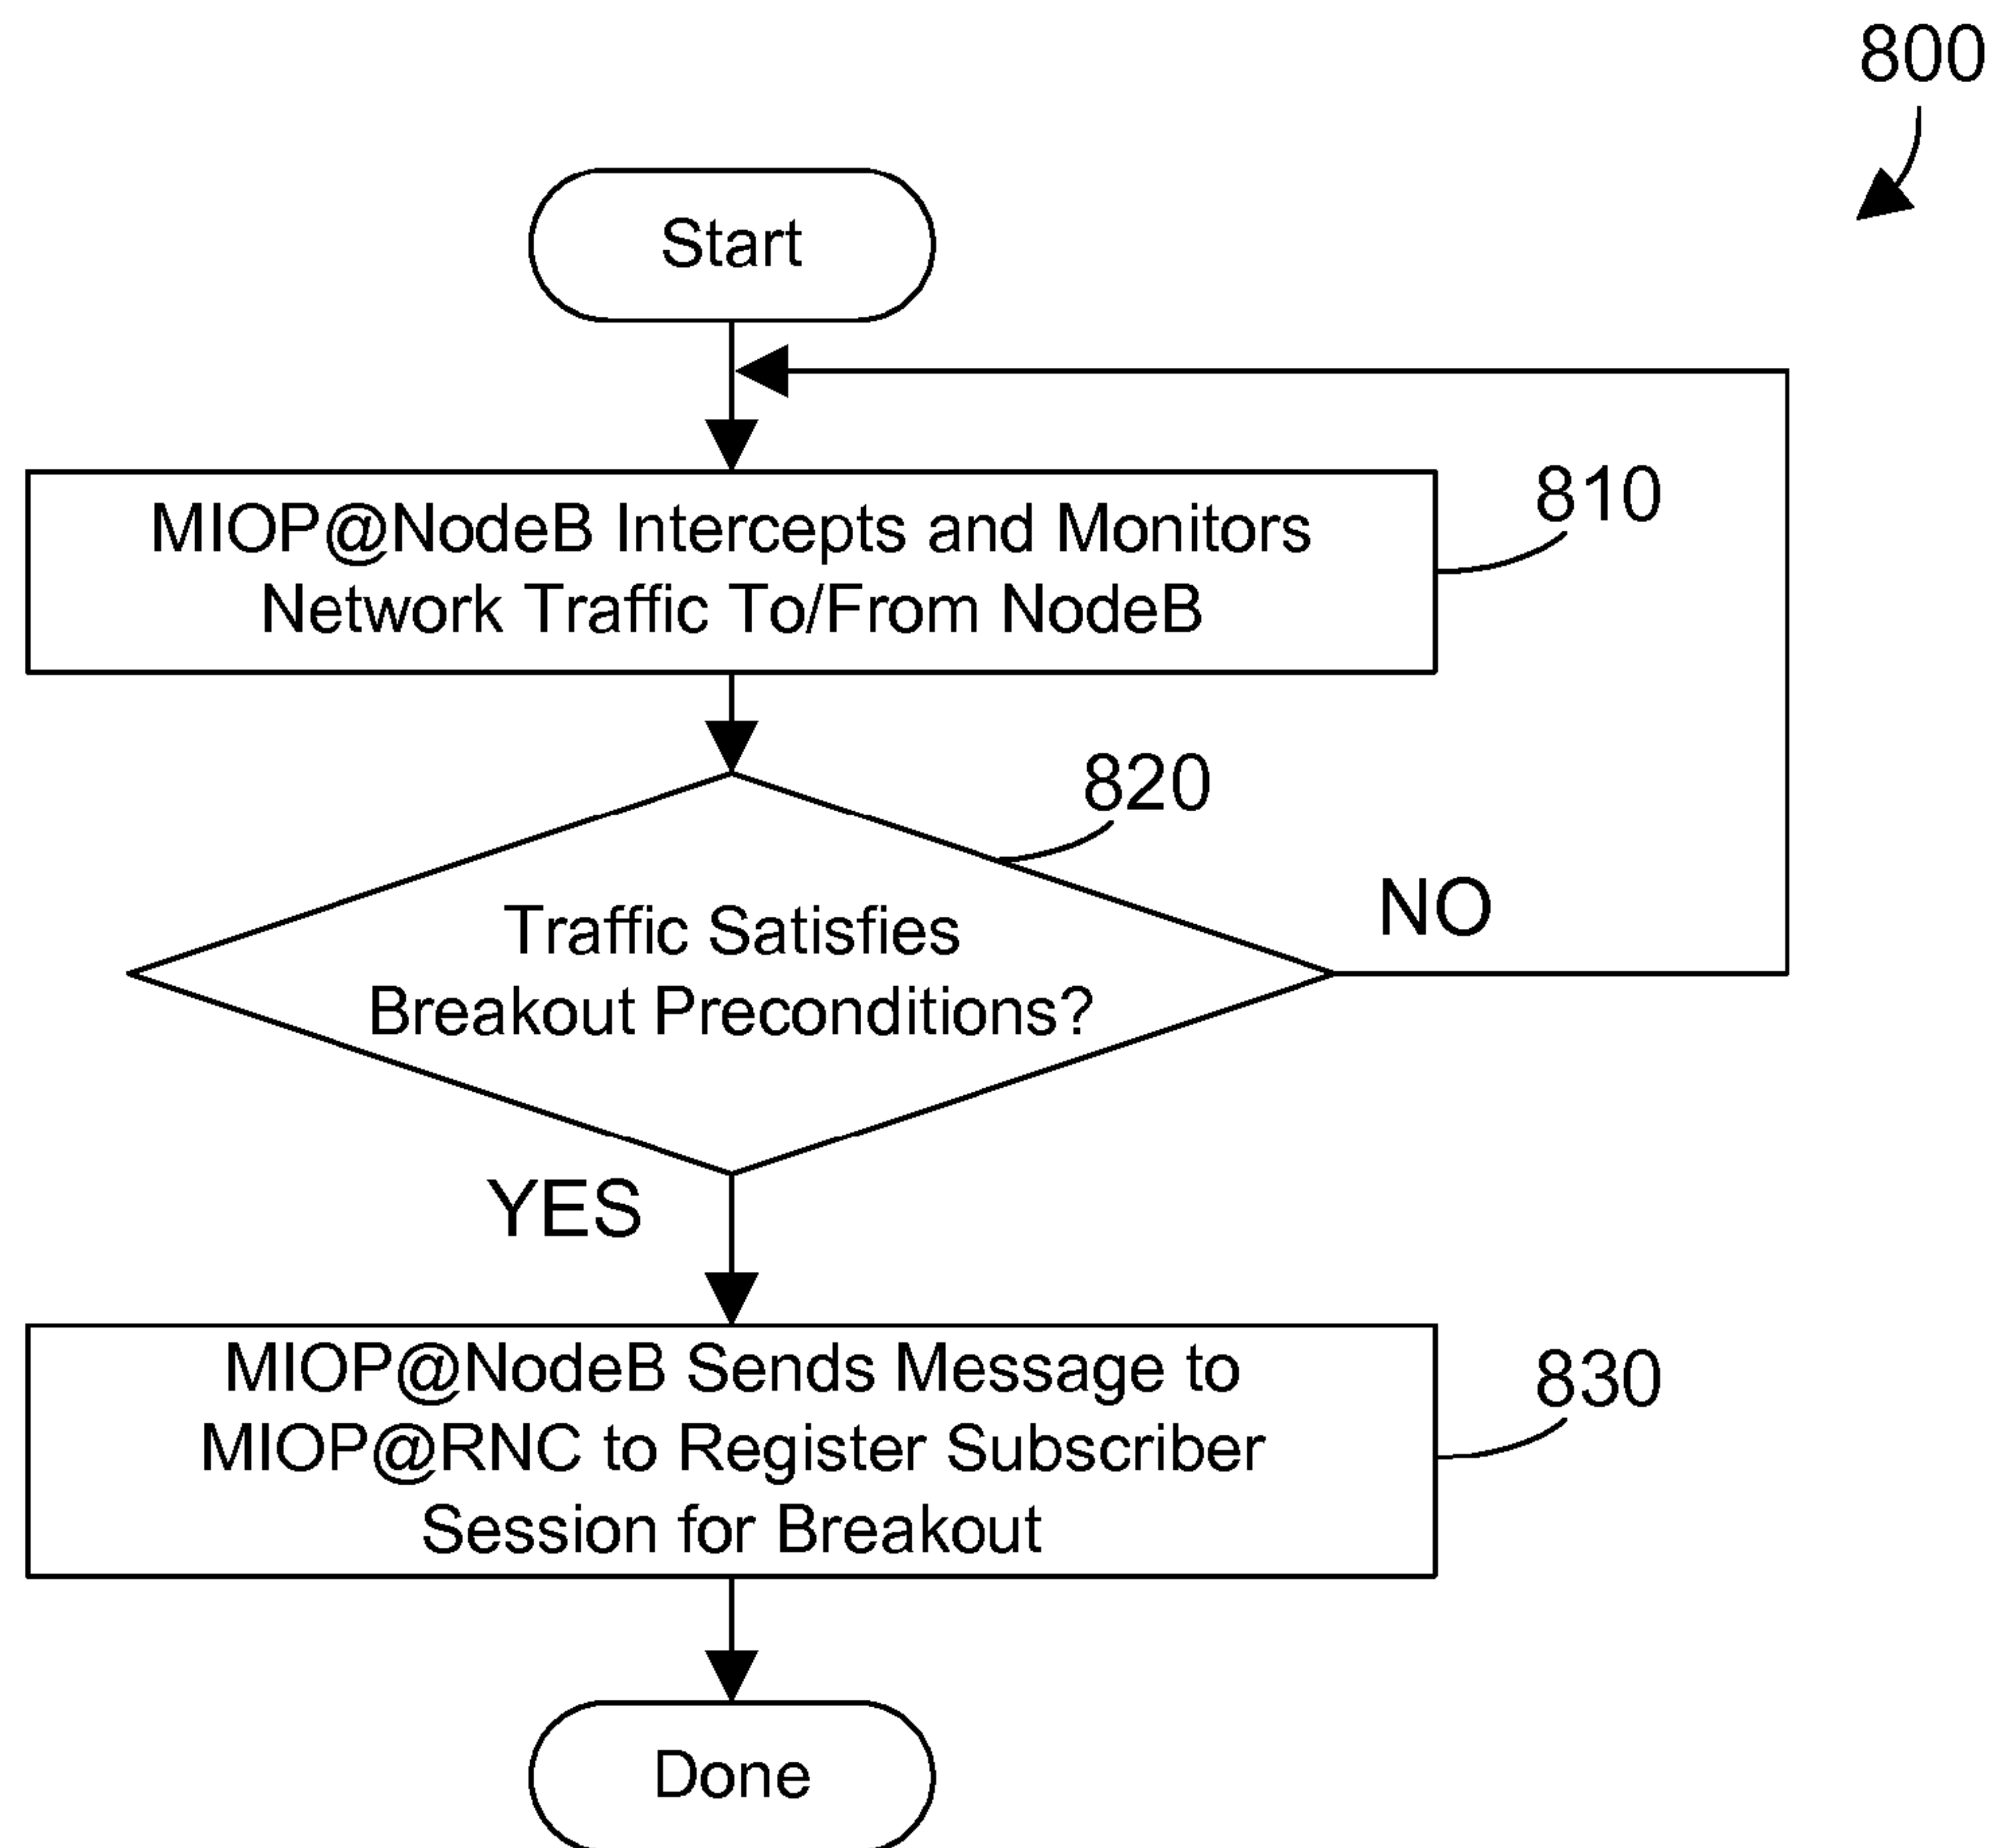 800
Start
MIOP@NodeB Intercepts and Monitors
Network Traffic To/From NodeB
810
820
Traffic Satisfies
Breakout Preconditions?
NO
YES
MIOP@NodeB Sends Message to
MIOP@RNC to Register Subscriber
Session for Breakout
830
Done